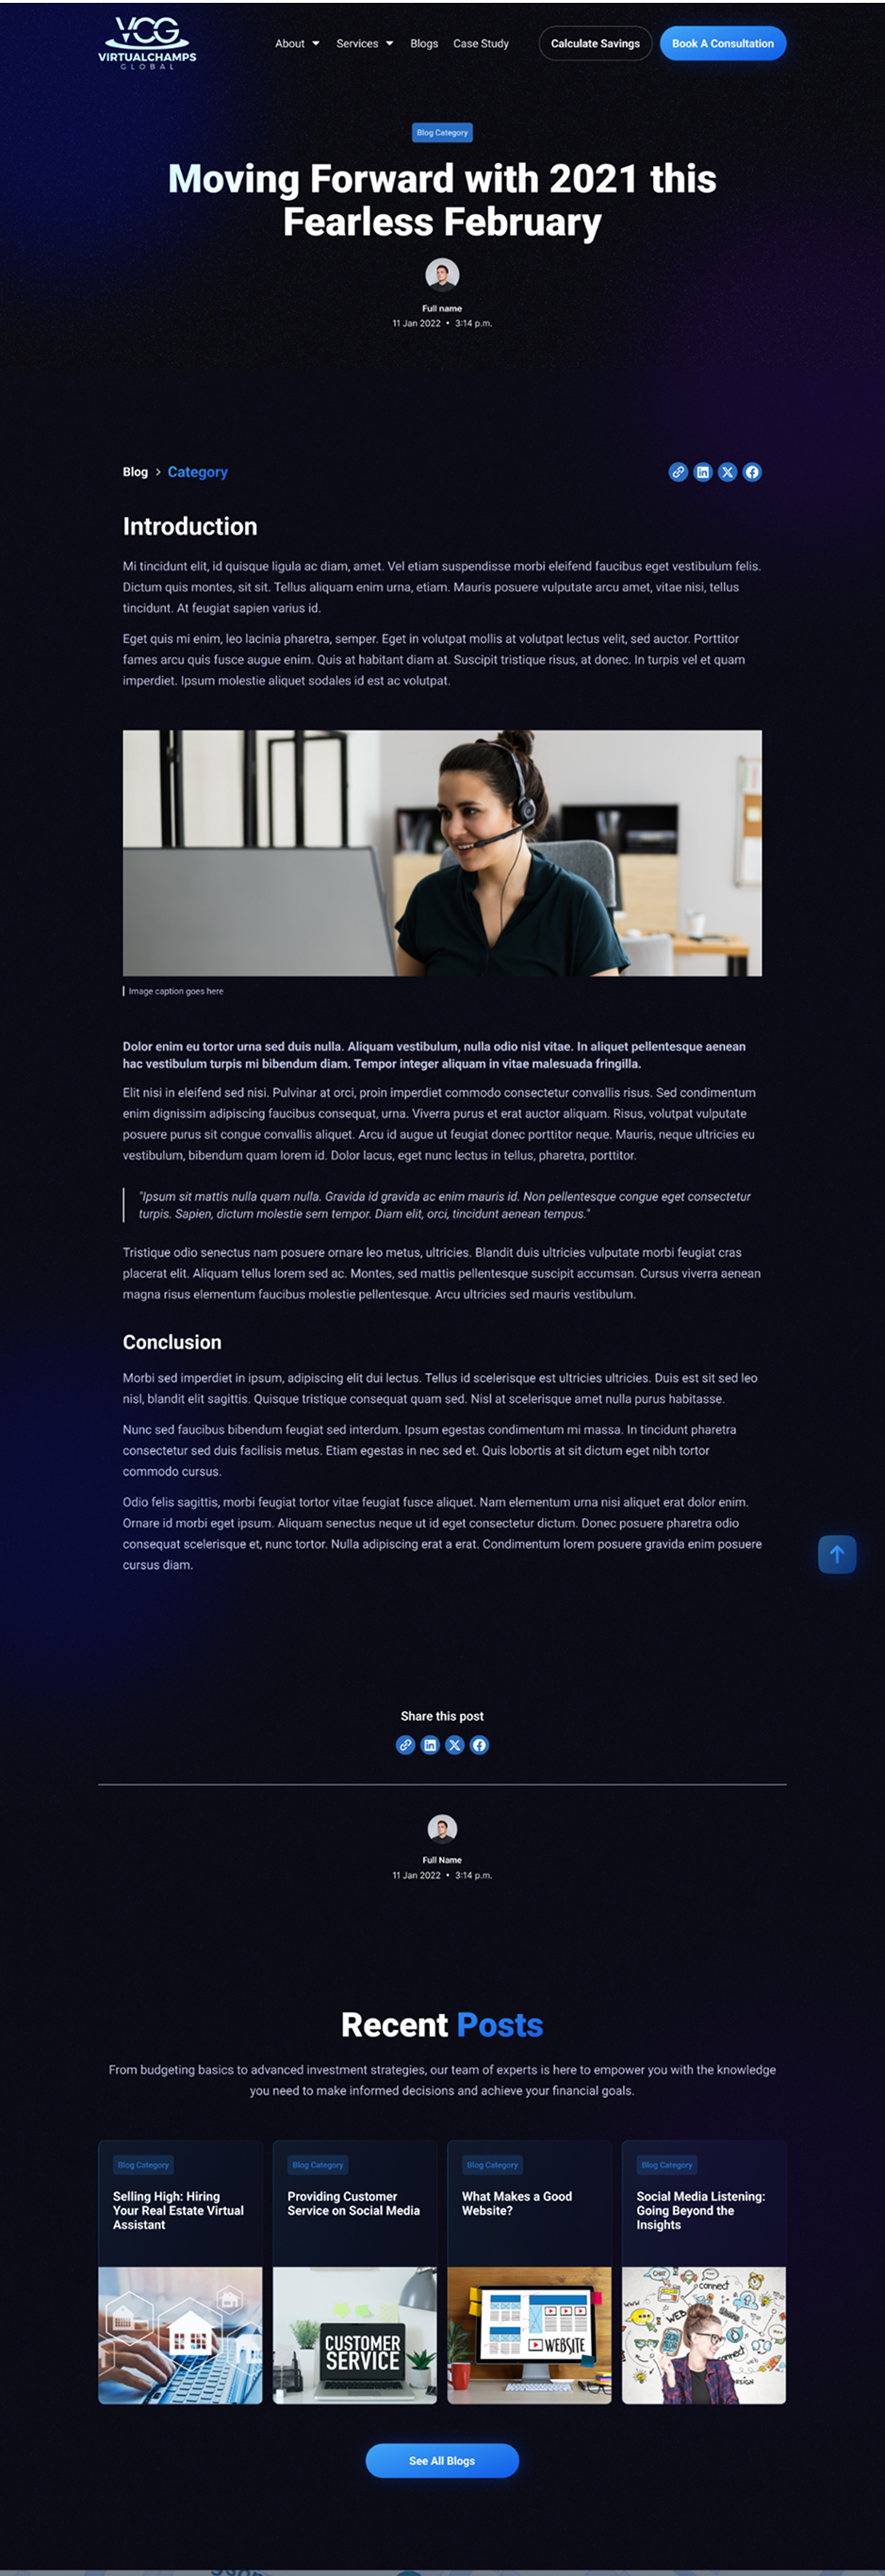 VCG
VIRTUALCHAMPS
GLOBAL
About
Services
Blogs
Case Study
Calculate Savings
Book A Consultation
Blog Category
Moving Forward with 2021 this
Fearless February
Full name
11 Jan 2022 • 3:14 p.m.
Blog > Category
Introduction
Mi tincidunt elit, id quisque ligula ac diam, amet. Vel etiam suspendisse morbi eleifend faucibus eget vestibulum felis.
Dictum quis montes, sit sit. Tellus aliquam enim urna, etiam. Mauris posuere vulputate arcu amet, vitae nisi, tellus
tincidunt. At feugiat sapien varius id.
Eget quis mi enim, leo lacinia pharetra, semper. Eget in volutpat mollis at volutpat lectus velit, sed auctor. Porttitor
fames arcu quis fusce augue enim. Quis at habitant diam at. Suscipit tristique risus, at donec. In turpis vel et quam
imperdiet. Ipsum molestie aliquet sodales id est ac volutpat.
Image caption goes here
Dolor enim eu tortor urna sed duis nulla. Aliquam vestibulum, nulla odio nisl vitae. In aliquet pellentesque aenean
hac vestibulum turpis mi bibendum diam. Tempor integer aliquam in vitae malesuada fringilla.
Elit nisi in eleifend sed nisi. Pulvinar at orci, proin imperdiet commodo consectetur convallis risus. Sed condimentum
enim dignissim adipiscing faucibus consequat, urna. Viverra purus et erat auctor aliquam. Risus, volutpat vulputate
posuere purus sit congue convallis aliquet. Arcu id augue ut feugiat donec porttitor neque. Mauris, neque ultricies eu
vestibulum, bibendum quam lorem id. Dolor lacus, eget nunc lectus in tellus, pharetra, porttitor.
"Ipsum sit mattis nulla quam nulla. Gravida id gravida ac enim mauris id. Non pellentesque congue eget consectetur
turpis. Sapien, dictum molestie sem tempor. Diam elit, orci, tincidunt aenean tempus."
Tristique odio senectus nam posuere ornare leo metus, ultricies. Blandit duis ultricies vulputate morbi feugiat cras
placerat elit. Aliquam tellus lorem sed ac. Montes, sed mattis pellentesque suscipit accumsan. Cursus viverra aenean
magna risus elementum faucibus molestie pellentesque. Arcu ultricies sed mauris vestibulum.
Conclusion
Morbi sed imperdiet in ipsum, adipiscing elit dui lectus. Tellus id scelerisque est ultricies ultricies. Duis est sit sed leo
nisl, blandit elit sagittis. Quisque tristique consequat quam sed. Nisl at scelerisque amet nulla purus habitasse.
Nunc sed faucibus bibendum feugiat sed interdum. Ipsum egestas condimentum mi massa. In tincidunt pharetra
consectetur sed duis facilisis metus. Etiam egestas in nec sed et. Quis lobortis at sit dictum eget nibh tortor
commodo cursus.
Odio felis sagittis, morbi feugiat tortor vitae feugiat fusce aliquet. Nam elementum urna nisi aliquet erat dolor enim.
Ornare id morbi eget ipsum. Aliquam senectus neque ut id eget consectetur dictum. Donec posuere pharetra odio
consequat scelerisque et, nunc tortor. Nulla adipiscing erat a erat. Condimentum lorem posuere gravida enim posuere
cursus diam.
Share this post
Full Name
11 Jan 2022 • 3:14 p.m.
Recent Posts
From budgeting basics to advanced investment strategies, our team of experts is here to empower you with the knowledge
you need to make informed decisions and achieve your financial goals.
Blog Category
Selling High: Hiring
Your Real Estate Virtual
Assistant
Blog Category
Providing Customer
Service on Social Media
CUSTOMER
SERVICE
Blog Category
What Makes a Good
Website?
WEBSITE
Blog Category
Social Media Listening:
Going Beyond the
Insights
connect
WEB
See All Blogs